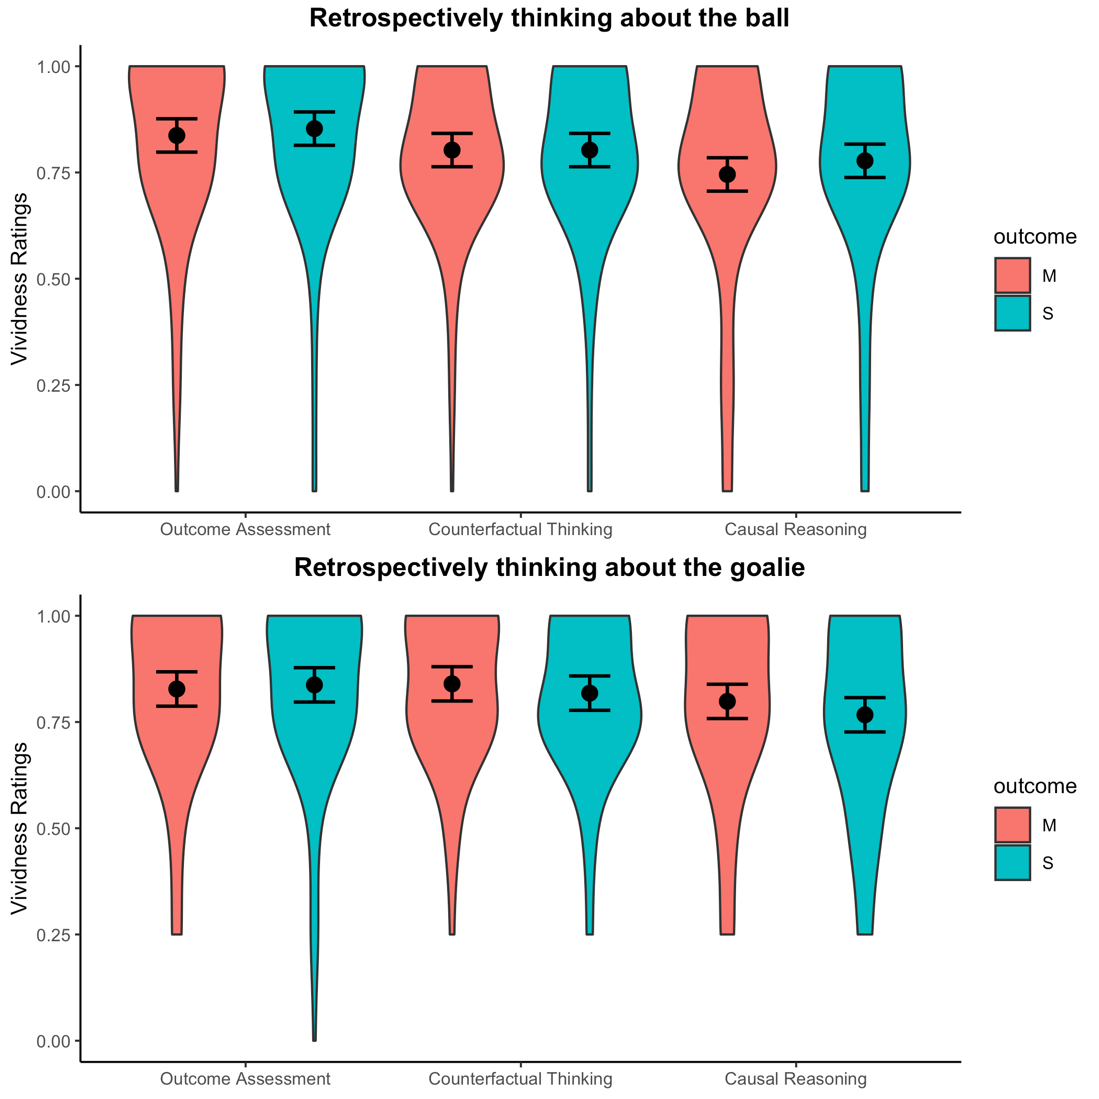 Retrospectively thinking about the ball
Vividness Ratings
1.00
0.75
0.50
0.25
0.00
Outcome Assessment
Counterfactual Thinking
Causal Reasoning
outcome
M
S
Retrospectively thinking about the goalie
Vividness Ratings
1.00
0.75
0.50
0.25
0.00
Outcome Assessment
Counterfactual Thinking
Causal Reasoning
outcome
M
S